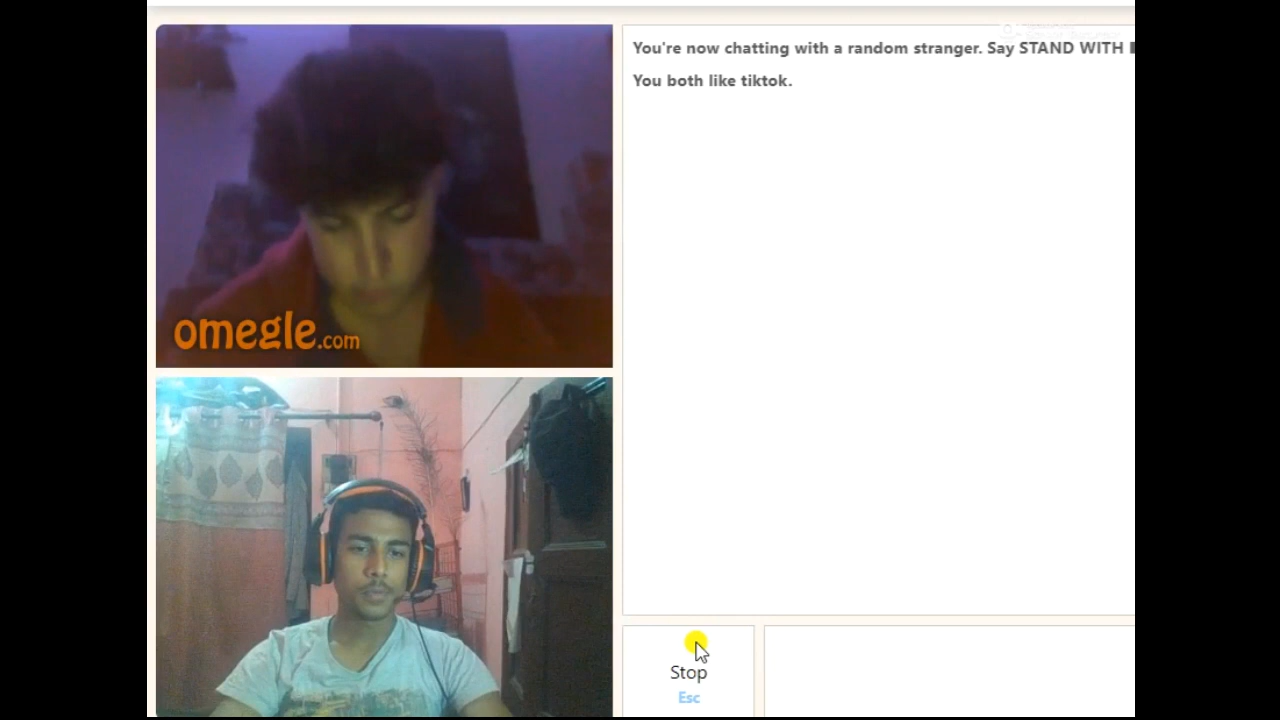 You're now chatting with a random stranger. Say STAND WITH
You both like tiktok.
omegle.com
Stop
Esc